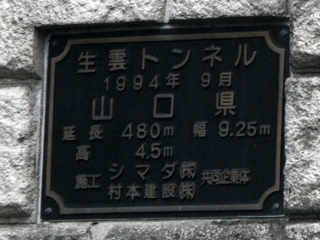 生雲トンネル
1994年 9月
山口県
延長 480m 幅 9.25m
高 4.5m
施工 シマダ㈱ 共同企業体
村本建設㈱